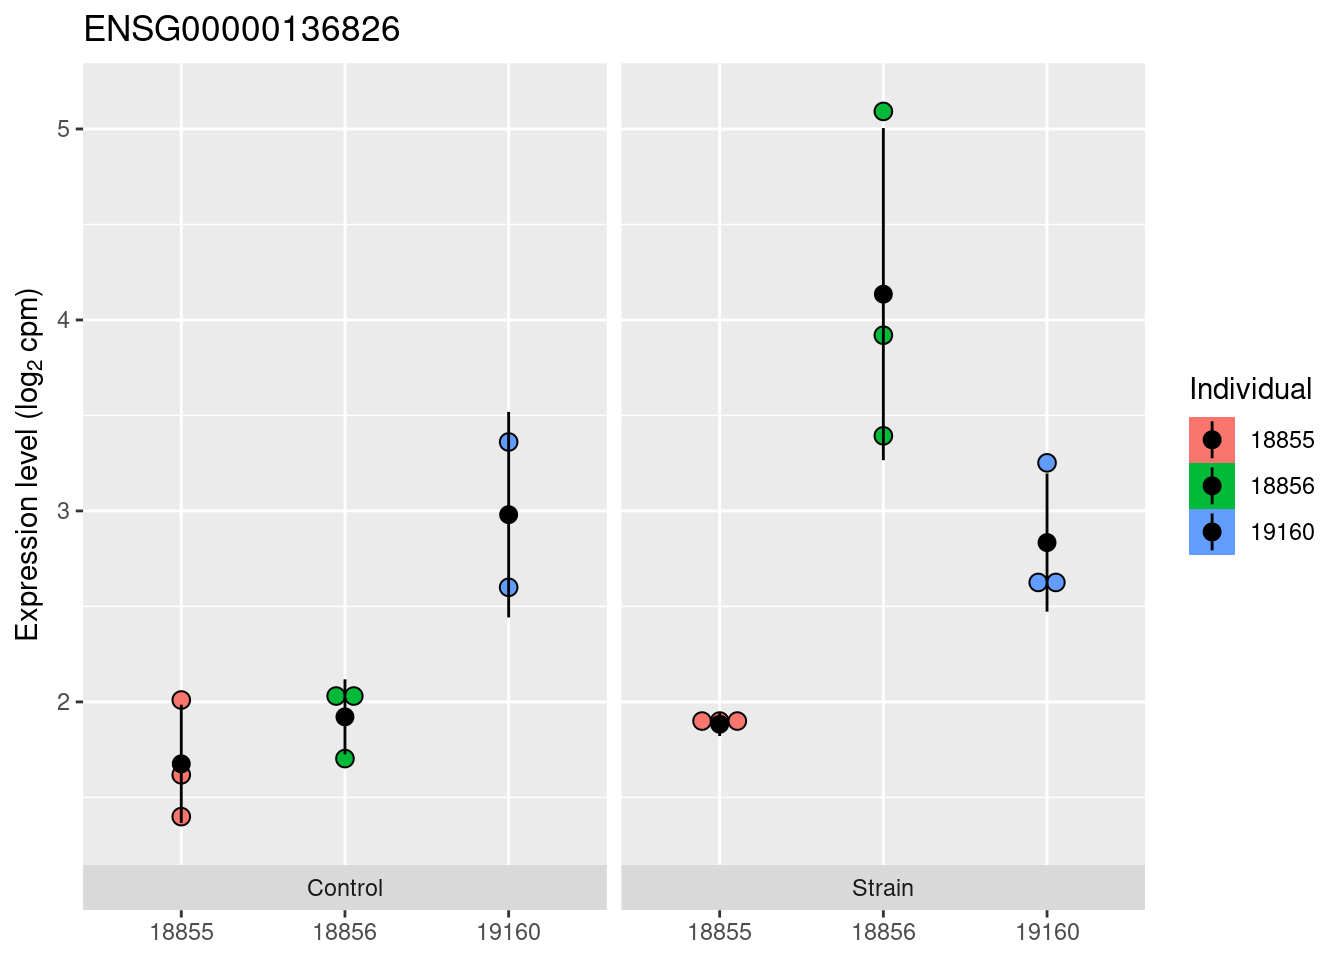 ENSG00000136826
Expression level (log₂ cpm)
5
4
3
2
Control
Strain
18855
18856
19160
18855
18856
19160
Individual
18855
18856
19160